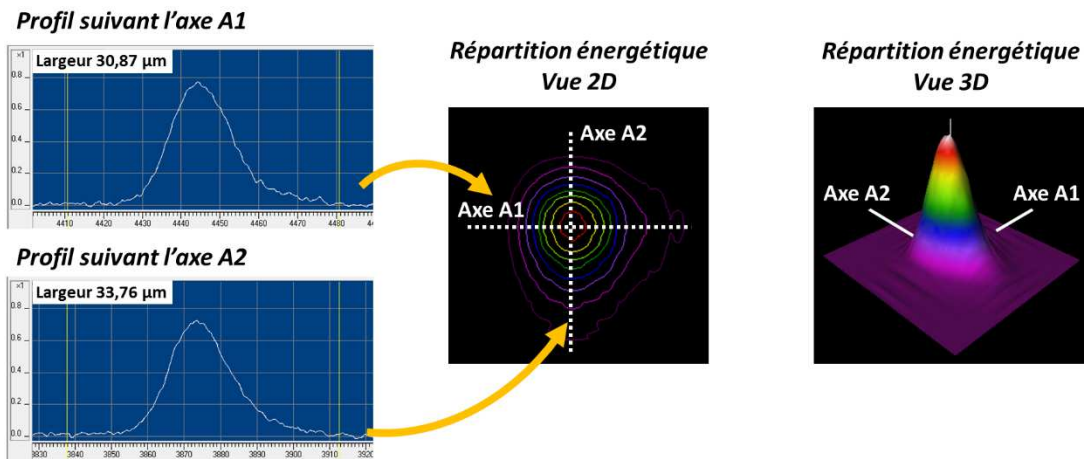 Profil suivant l'axe A1
×1
Largeur 30,87 µm
0.8
0.6
0.4
0.2
0.0
4410 4420 4430 4440 4450 4460 4470 4480 44
Profil suivant l'axe A2
×1
Largeur 33,76 µm
0.8
0.6
0.4
0.2
0.0
3830 3840 3850 3860 3870 3880 3890 3900 3910 3920
Répartition énergétique
Vue 2D
Axe A2
Axe A1
Répartition énergétique
Vue 3D
Axe A2
Axe A1